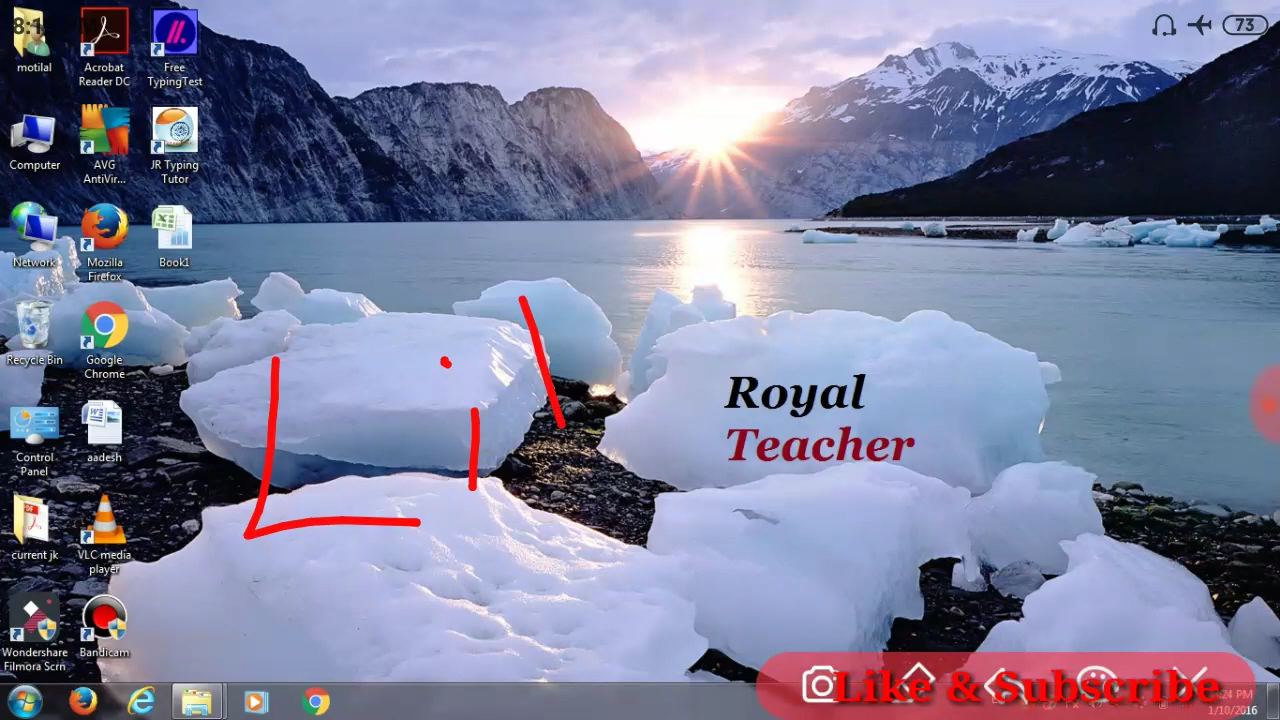 motilal
Acrobat
Reader DC
Free
TypingTest
73
Computer
AVG
AntiVir...
JR Typing
Tutor
Network
Mozilla
Firefox
Book1
Recycle Bin
Google
Chrome
Royal
Teacher
Control
Panel
aadesh
current jk
VLC media
player
Wondershare
Filmora Scrn
Bandicam
Like & Subscribe
1/10/2016